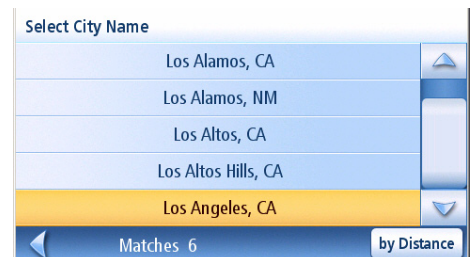 Select City Name
Los Alamos, CA
Los Alamos, NM
Los Altos, CA
Los Altos Hills, CA
Los Angeles, CA
Matches 6 by Distance